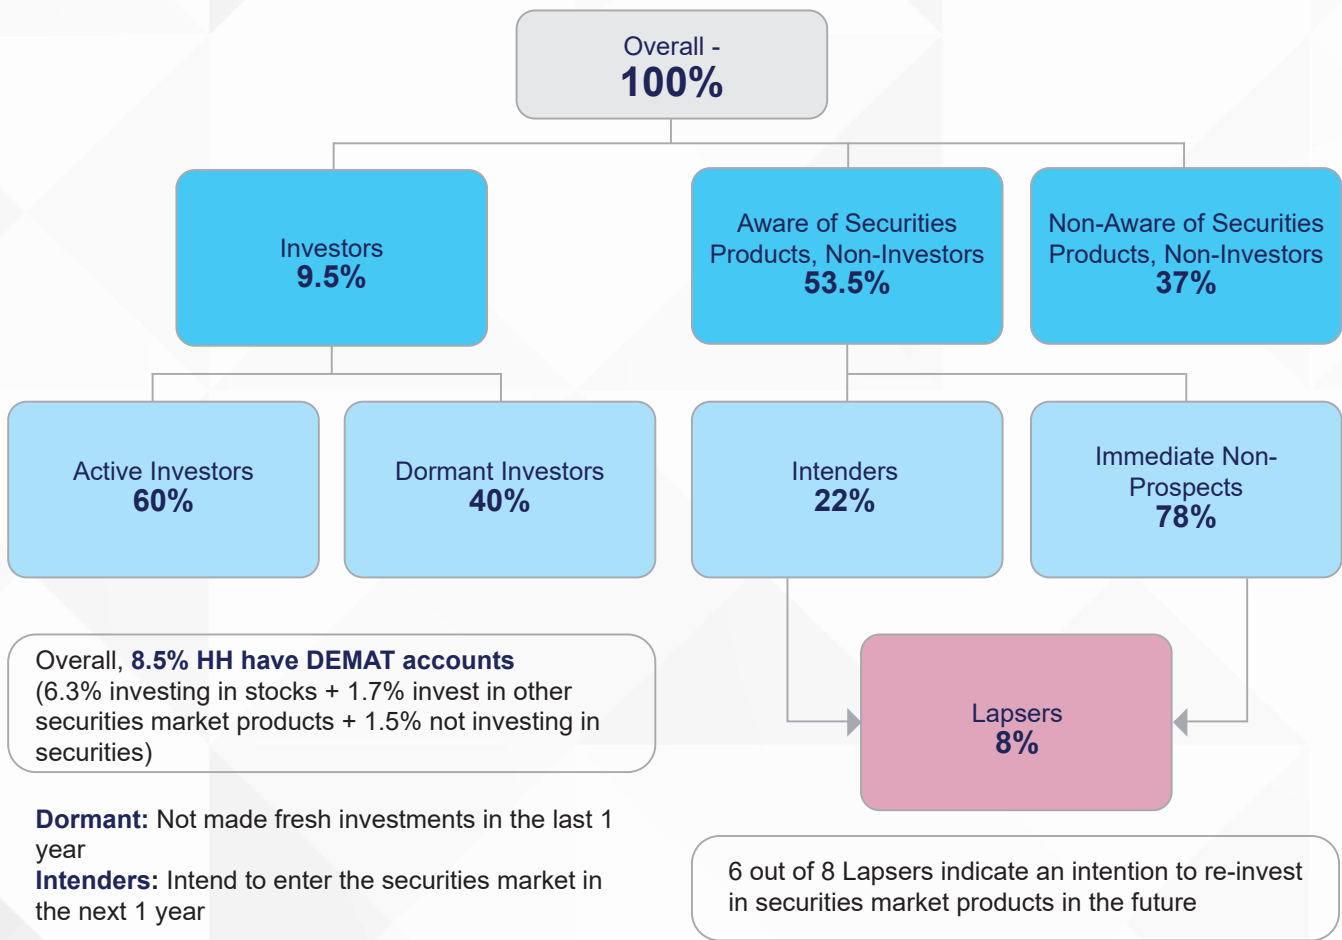 Overall -
100%
Investors
9.5%
Aware of Securities
Products, Non-Investors
53.5%
Non-Aware of Securities
Products, Non-Investors
37%
Active Investors
60%
Dormant Investors
40%
Intenders
22%
Immediate Non-
Prospects
78%
Overall, 8.5% HH have DEMAT accounts
(6.3% investing in stocks + 1.7% invest in other
securities market products + 1.5% not investing in
securities)
Lapsers
8%
Dormant: Not made fresh investments in the last 1
year
Intenders: Intend to enter the securities market in
the next 1 year
6 out of 8 Lapsers indicate an intention to re-invest
in securities market products in the future